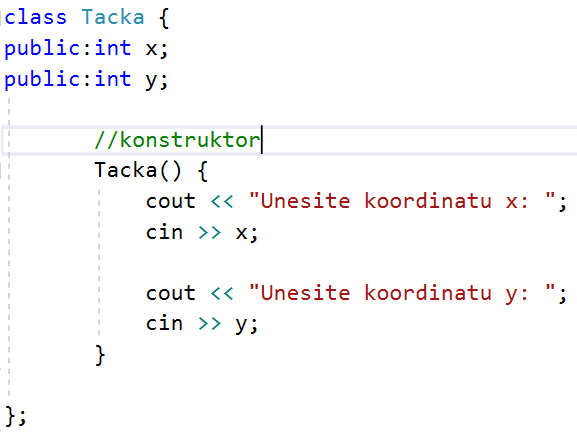 class Tacka {
public:int x;
public:int y;
//konstruktor
Tacka() {
cout << "Unesite koordinatu x: ";
cin >> x;
cout << "Unesite koordinatu y: ";
cin >> y;
}
};